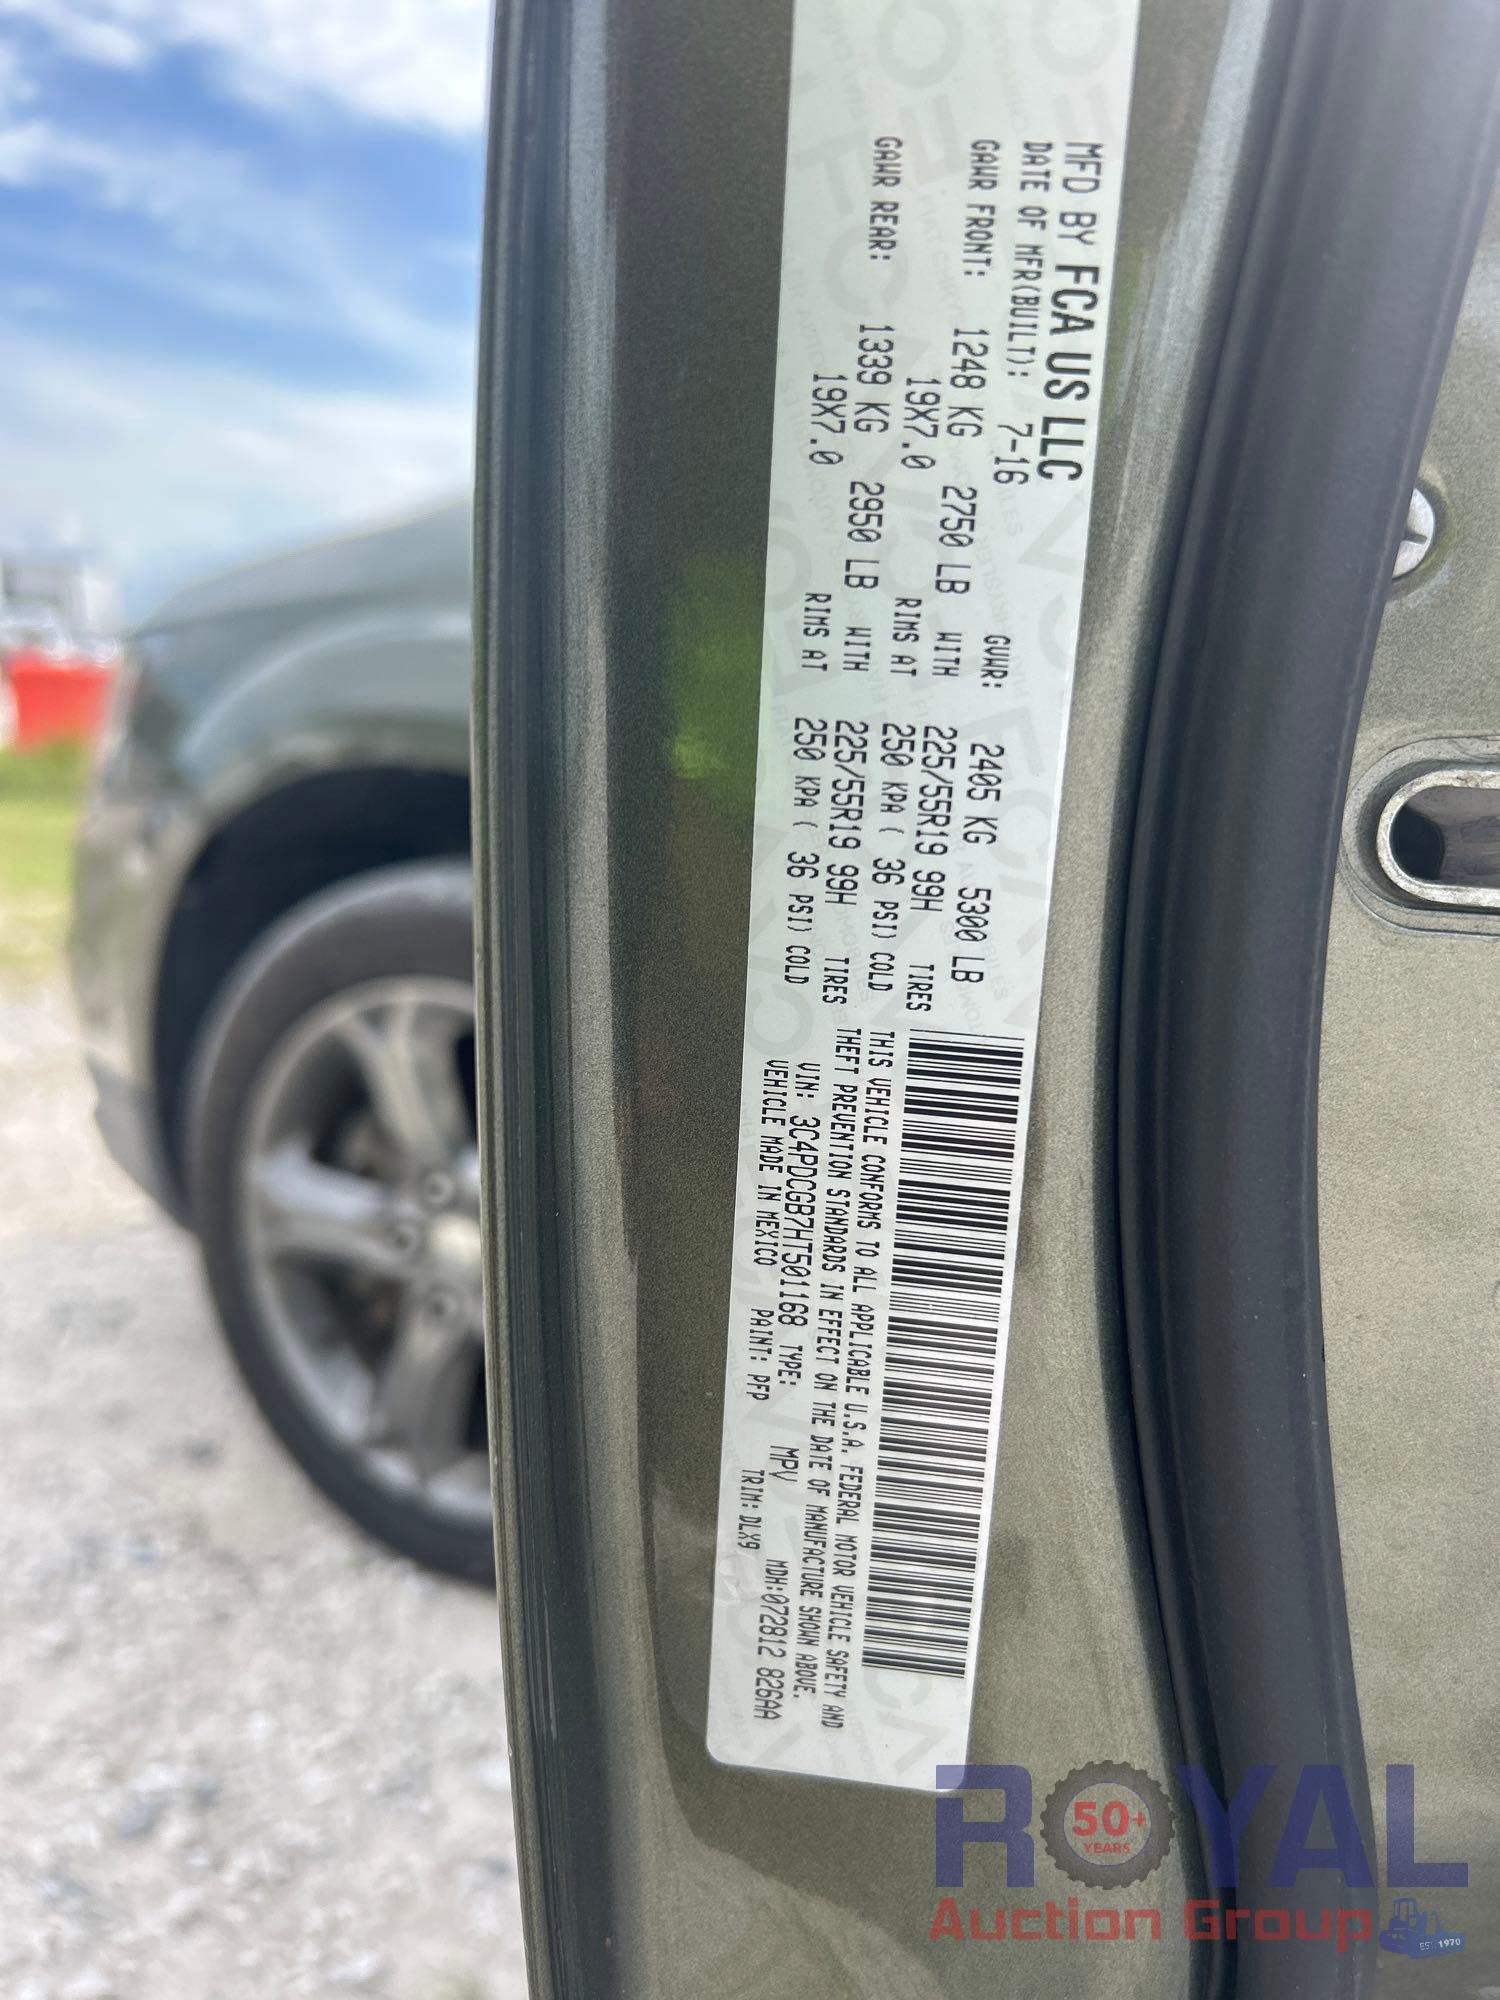 MFD BY FCA US LLC
DATE OF MFR(BUILT): 7-16 GVWR: 2405 KG 5300 LB
GAWR FRONT: 1248 KG 2750 LB WITH 225/55R19 99H TIRES
19X7.0 RIMS AT 250 KPA ( 36 PSI) COLD
GAWR REAR: 1339 KG 2950 LB WITH 225/55R19 99H TIRES
19X7.0 RIMS AT 250 KPA ( 36 PSI) COLD
THIS VEHICLE CONFORMS TO ALL APPLICABLE U.S.A. FEDERAL MOTOR VEHICLE SAFETY AND
THEFT PREVENTION STANDARDS IN EFFECT ON THE DATE OF MANUFACTURE SHOWN ABOVE.
VIN: 3C4PDCGB7HT501168 TYPE: MPV MDH:072812 826AA
VEHICLE MADE IN MEXICO PAINT: PFP TRIM: DLX9
ROYAL
50+
YEARS
Auction Group
EST. 1970